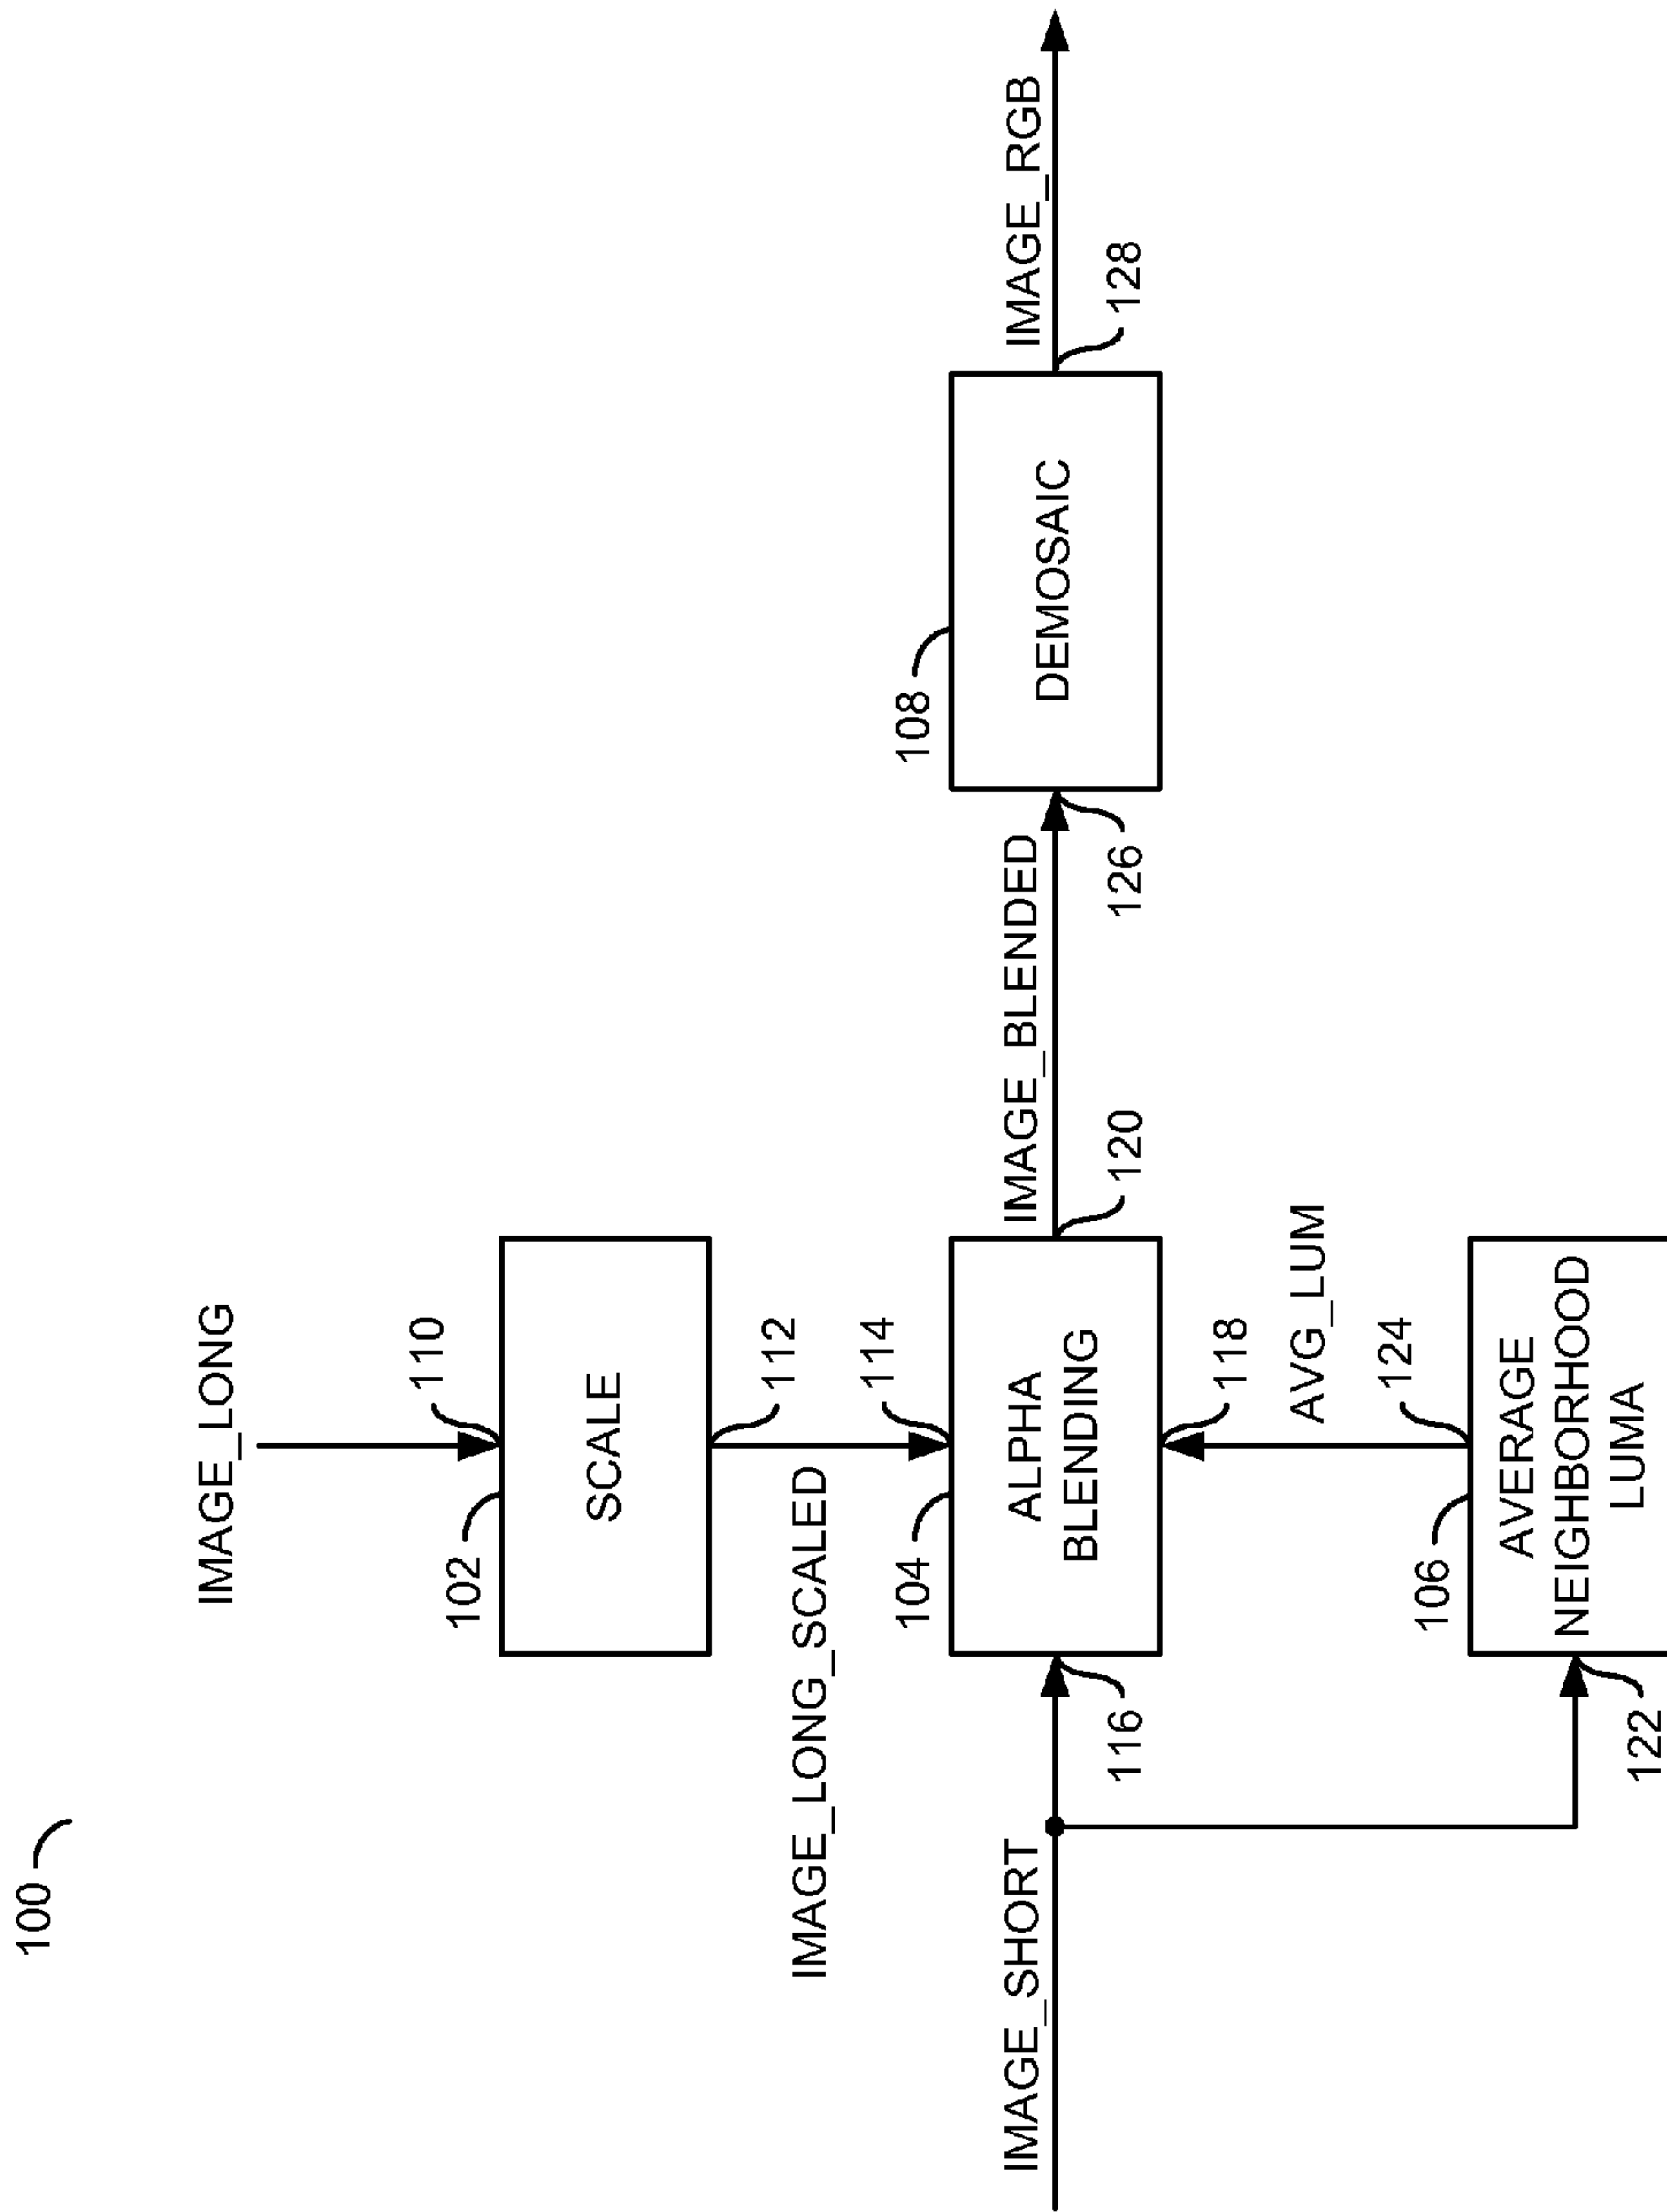 100
IMAGE_LONG
110
102
SCALE
112
IMAGE_LONG_SCALED
114
104
ALPHA
BLENDING
IMAGE_SHORT
116
118
120
IMAGE_BLENDED
126
108
DEMOSAIC
128
IMAGE_RGB
AVG_LUM
124
106
AVERAGE
NEIGHBORHOOD
LUMA
122